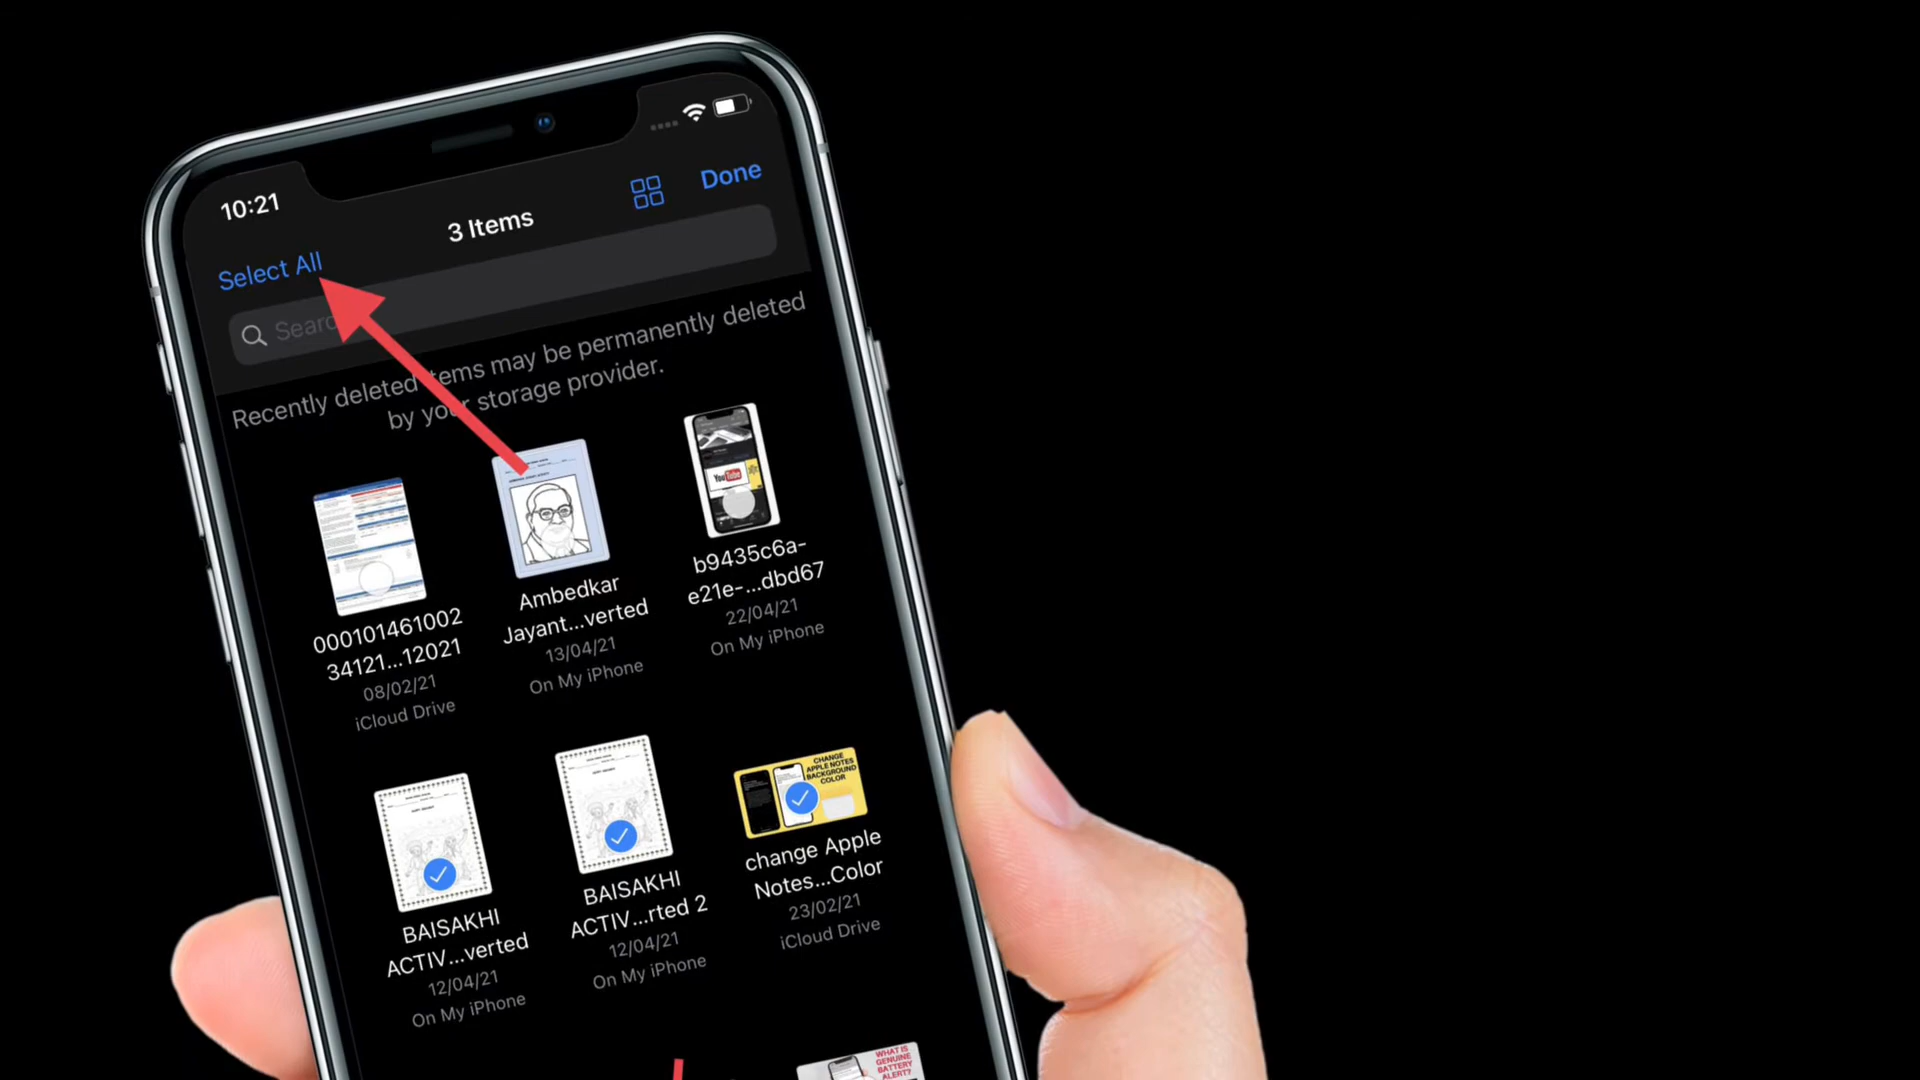 10:21
Select All
3 Items
Done
Recently deleted items may be permanently deleted
by your storage provider.
YouTube
000101461002
34121...12021
08/02/21
iCloud Drive
Ambedkar
Jayant...verted
13/04/21
On My iPhone
b9435c6a-
e21e-...dbd67
22/04/21
On My iPhone
BAISAKHI
ACTIV...verted
12/04/21
On My iPhone
BAISAKHI
ACTIV...rted 2
12/04/21
On My iPhone
CHANGE
APPLE NOTES
BACKGROUND
COLOR
change Apple
Notes...Color
23/02/21
iCloud Drive
WHAT IS
GENUINE
BATTERY
ALERT?